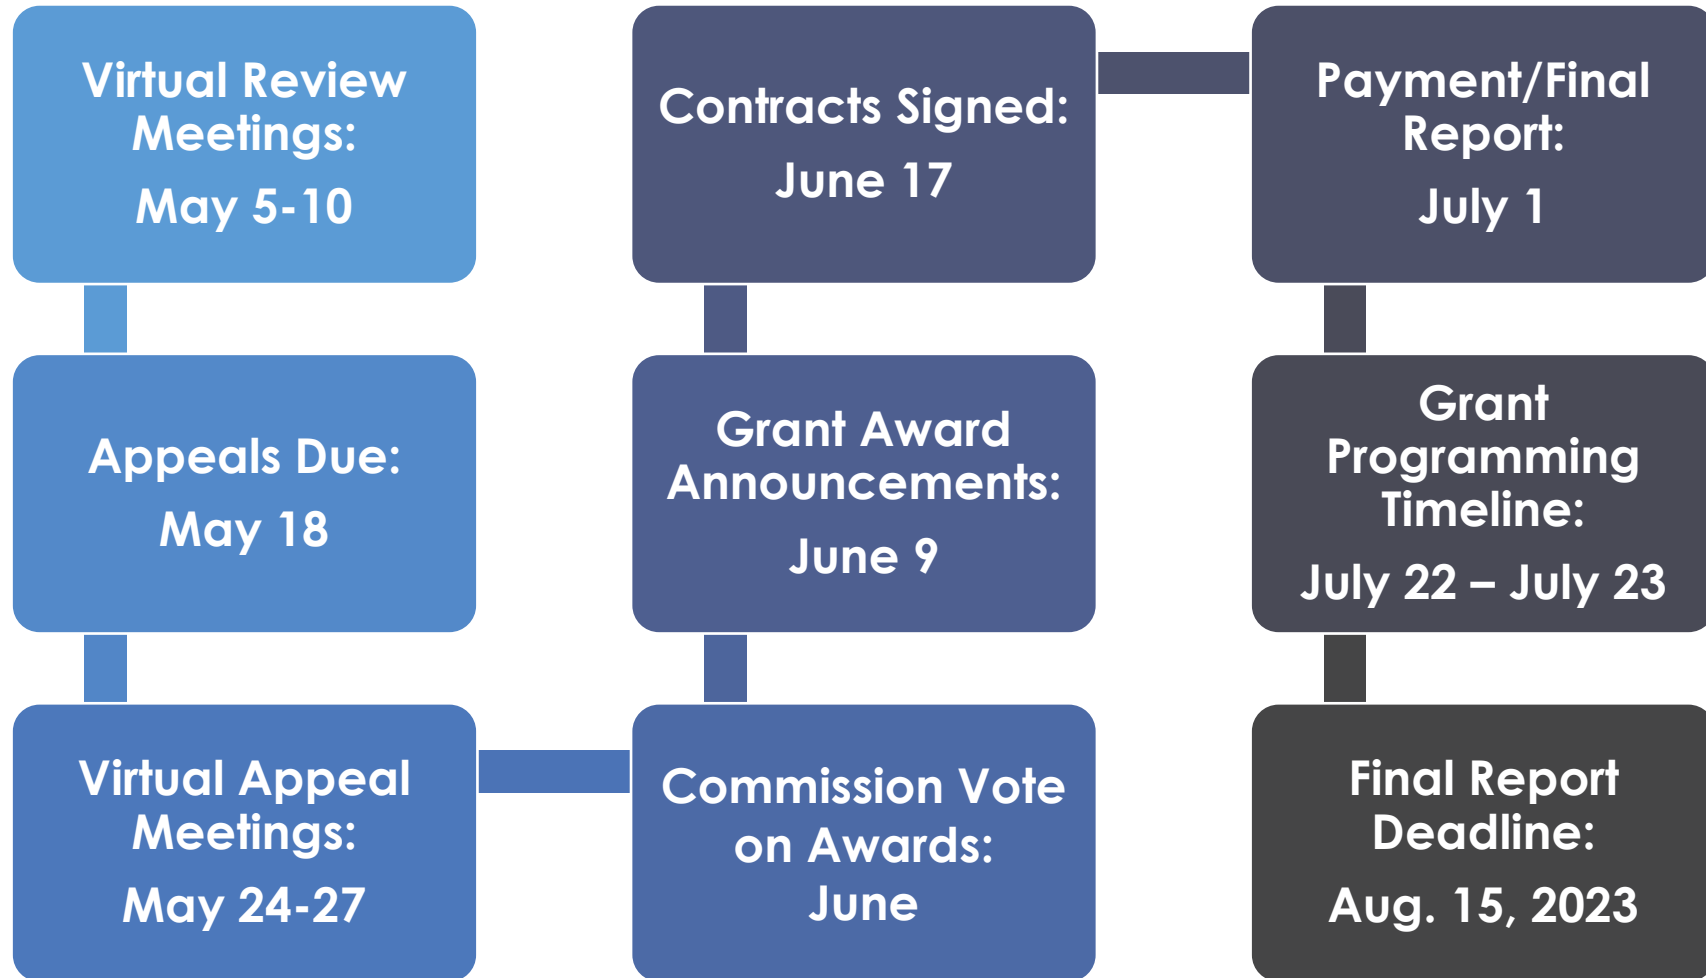 Virtual Review
Meetings:
May 5-10
Appeals Due:
May 18
Virtual Appeal
Meetings:
May 24-27
Commission Vote
on Awards:
June
Grant Award
Announcements:
June 9
Contracts Signed:
June 17
Payment/Final
Report:
July 1
Grant
Programming
Timeline:
July 22 – July 23
Final Report
Deadline:
Aug. 15, 2023